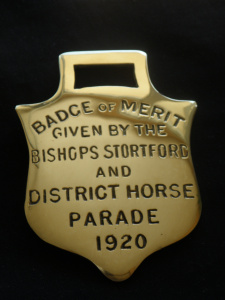 BADGE OF MERIT
GIVEN BY THE
BISHOPS STORTFORD
AND
DISTRICT HORSE
PARADE
1920